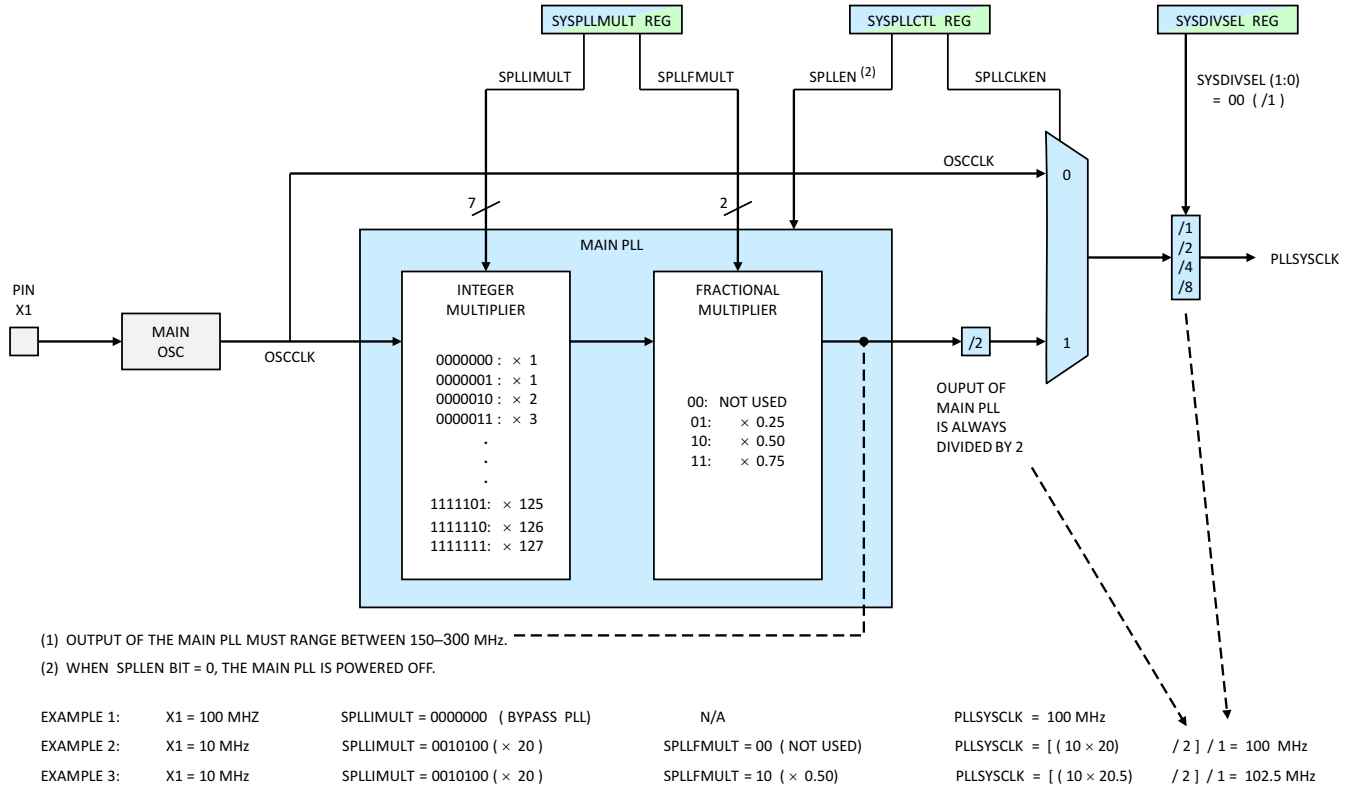 SYSPLLMULT REG
SYSPLLCTL REG
SYSDIVSEL REG
SPLLIMULT
SPLLFMULT
SPLLEN (2)
SPLLCLKEN
SYSDIVSEL (1:0)
= 00 ( /1 )
OSCCLK
0
7
2
MAIN PLL
/1
/2
/4
/8
PLLSYSCLK
PIN
X1
MAIN
OSC
OSCCLK
INTEGER
MULTIPLIER
0000000 : × 1
0000001 : × 1
0000010 : × 2
0000011 : × 3
.
.
.
1111101: × 125
1111110: × 126
1111111: × 127
FRACTIONAL
MULTIPLIER
00: NOT USED
01: × 0.25
10: × 0.50
11: × 0.75
/2
1
OUPUT OF
MAIN PLL
IS ALWAYS
DIVIDED BY 2
(1) OUTPUT OF THE MAIN PLL MUST RANGE BETWEEN 150–300 MHz.
(2) WHEN SPLLEN BIT = 0, THE MAIN PLL IS POWERED OFF.
EXAMPLE 1: X1 = 100 MHZ SPLLIMULT = 0000000 ( BYPASS PLL) N/A PLLSYSCLK = 100 MHz
EXAMPLE 2: X1 = 10 MHz SPLLIMULT = 0010100 ( × 20 ) SPLLFMULT = 00 ( NOT USED) PLLSYSCLK = [ ( 10 × 20) / 2 ] / 1 = 100 MHz
EXAMPLE 3: X1 = 10 MHz SPLLIMULT = 0010100 ( × 20 ) SPLLFMULT = 10 ( × 0.50) PLLSYSCLK = [ ( 10 × 20.5) / 2 ] / 1 = 102.5 MHz